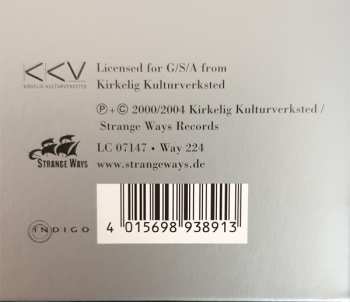 KKV
KIRKELIG KULTURVERKSTED
Licensed for G/S/A from
Kirkelig Kulturverksted
℗+© 2000/2004 Kirkelig Kulturverksted /
Strange Ways Records
STRANGE WAYS
LC 07147 • Way 224
www.strangeways.de
INDIGO
4 015698 938913